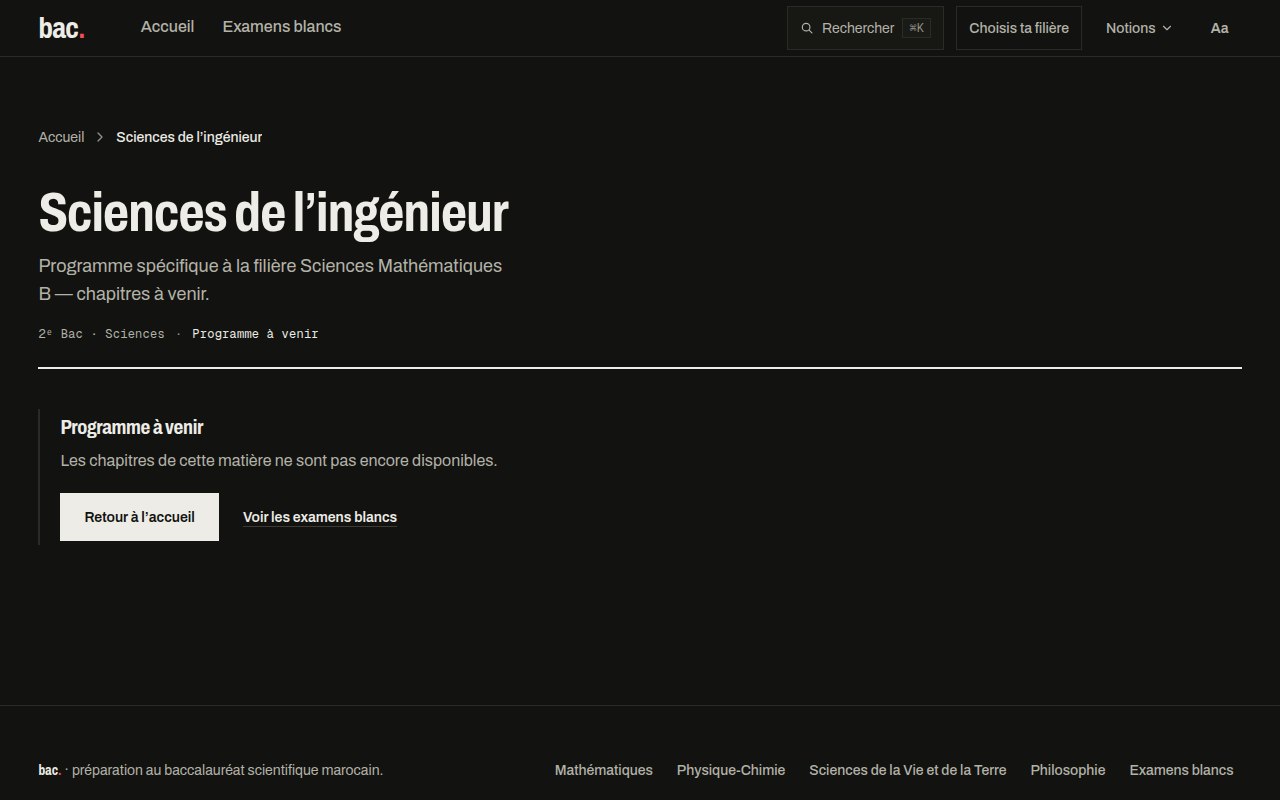 bac.
Accueil
Examens blancs
Rechercher ⌘K
Choisis ta filière
Notions
Aa
Accueil
Sciences de l’ingénieur
Sciences de l’ingénieur
Programme spécifique à la filière Sciences Mathématiques
B — chapitres à venir.
2ᵉ Bac · Sciences · Programme à venir
Programme à venir
Les chapitres de cette matière ne sont pas encore disponibles.
Retour à l’accueil
Voir les examens blancs
bac. · préparation au baccalauréat scientifique marocain.
Mathématiques
Physique-Chimie
Sciences de la Vie et de la Terre
Philosophie
Examens blancs